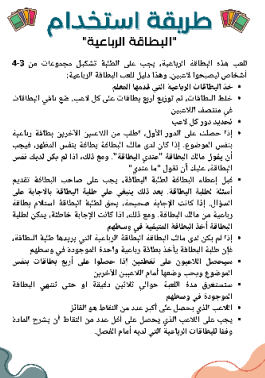 طريقة استخدام
"البطاقة الرباعية"
للعب هذه البطاقة الرباعية، يجب على الطلبة تشكيل مجموعات من 3-4
أشخاص ليصبحوا لاعبين. وهذا دليل للعب البطاقة الرباعية:
خذ البطاقات الرباعية التي قدمها المعلم
خلط البطاقات، ثم توزيع أربع بطاقات على كل لاعب. ضع باقي البطاقات
في منتصف اللاعبين
تحديد دور كل لاعب
إذا حصلت على الدور الأول، اطلب من اللاعبين الآخرين بطاقة رباعية
بنفس الموضوع. إذا كان لدى مالك البطاقة بطاقة بنفس المظهر، فيجب
أن يقول مالك البطاقة "عندي البطاقة". ومع ذلك، إذا لم يكن لديك نفس
البطاقة، عليك أن تقول "ما عندي"
قبل إعطاء البطاقة لطلبة البطاقة، يجب على صاحب البطاقة تقديم
أسئلة لطلبة البطاقة. بعد ذلك ينبغي على طلبة البطاقة بالاجابة على
السؤال. إذا كانت الإجابة صحيحة، يحق لطلبة البطاقة استلام بطاقة
رباعية من مالك البطاقة. ومع ذلك، إذا كانت الإجابة خاطئة، يمكن لطلبة
البطاقة أخذ البطاقة المتبقية في وسطهم
إذا لم يكن لدى مالك البطاقة البطاقة الرباعية التي يريدها طلبة البطاقة،
فإن طلبة البطاقة يأخذ بطاقة رباعية واحدة الموجودة في وسطهم
سيحصل اللاعبون على نقطتين إذا حصلوا على أربع بطاقات بنفس
الموضوع ويجب وضعها أمام اللاعبين الآخرين
ستستغرق هذه اللعبة حوالي ثلاثين دقيقة او حتى تنتهي البطاقة
الموجودة في وسطهم
اللاعب الذي يحصل على أكبر عدد من النقاط هو الفائز
يجب على اللاعب الذي يحصل على أقل عدد من النقاط أن يشرح المادة
وفقا للبطاقات الرباعية التي لديه أمام الفصل.